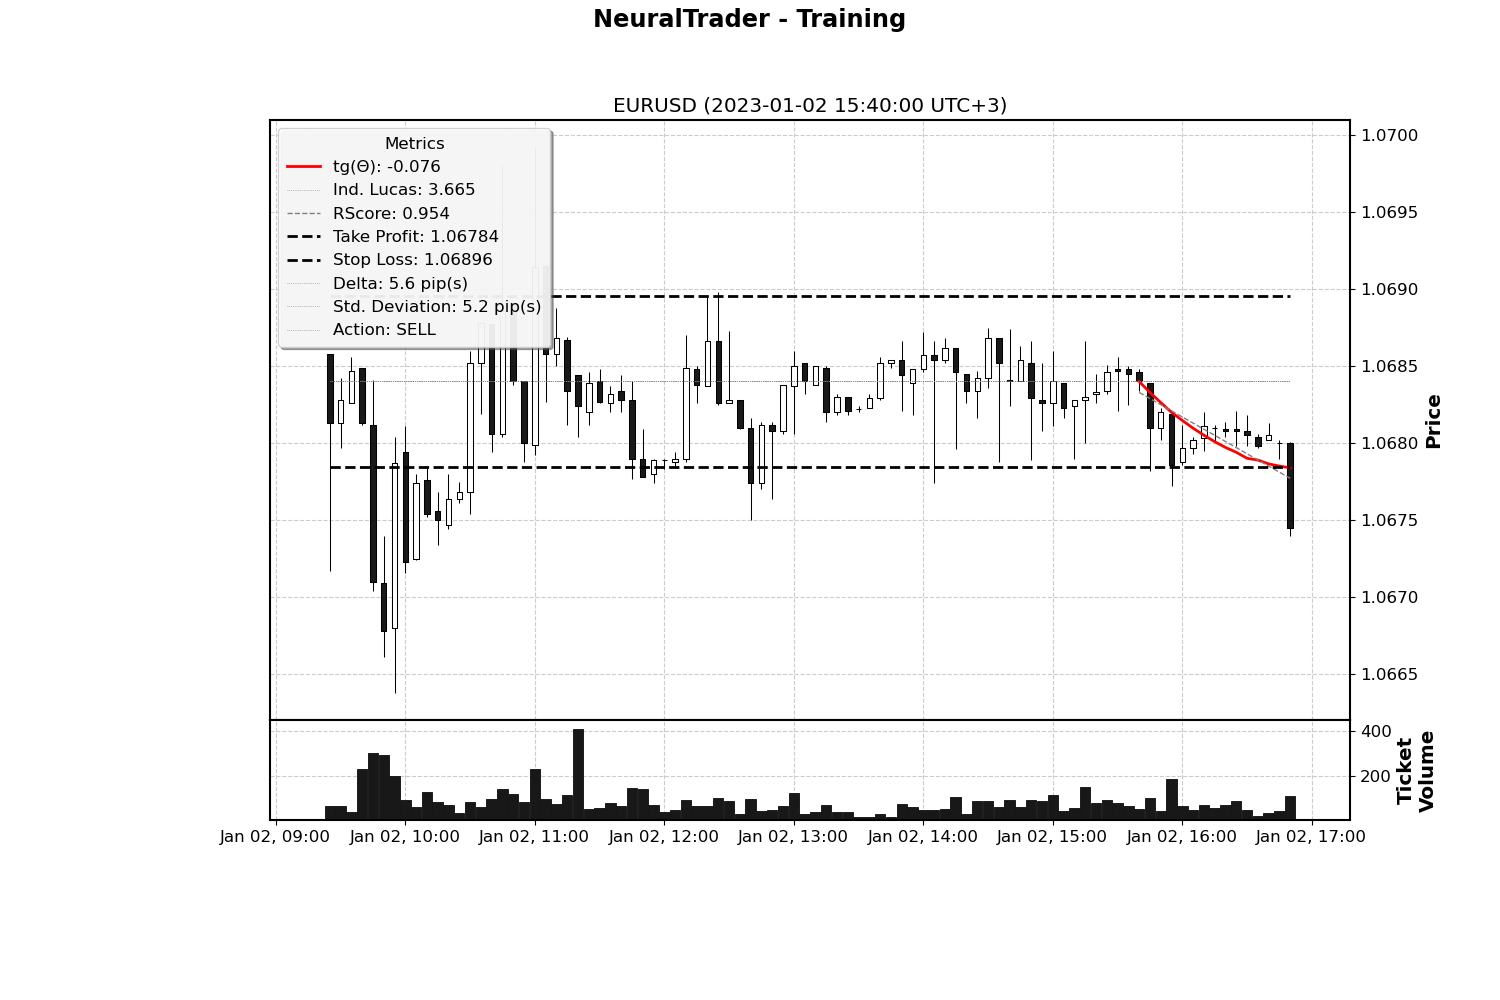 NeuralTrader - Training
EURUSD (2023-01-02 15:40:00 UTC+3)
Metrics
tg(Θ): -0.076
Ind. Lucas: 3.665
RScore: 0.954
Take Profit: 1.06784
Stop Loss: 1.06896
Delta: 5.6 pip(s)
Std. Deviation: 5.2 pip(s)
Action: SELL
1.0700
1.0695
1.0690
1.0685
1.0680
1.0675
1.0670
1.0665
Price
400
200
Ticket
Volume
Jan 02, 09:00 Jan 02, 10:00 Jan 02, 11:00 Jan 02, 12:00 Jan 02, 13:00 Jan 02, 14:00 Jan 02, 15:00 Jan 02, 16:00 Jan 02, 17:00